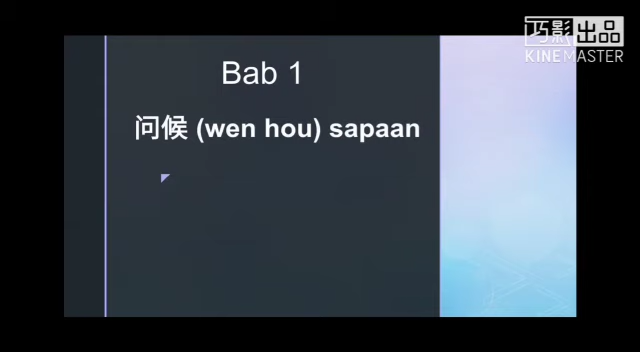 巧影出品
KINEMASTER
Bab 1
问候 (wen hou) sapaan